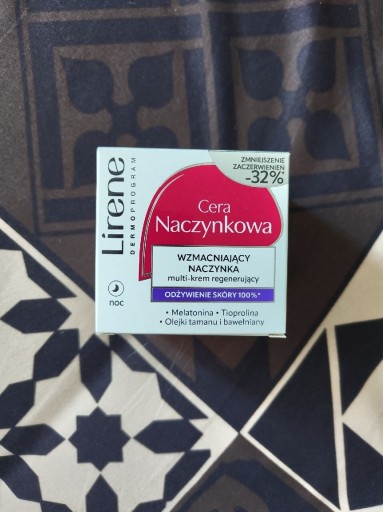 Lirene
DERMOPROGRAM
ZMNIEJSZENIE
ZACZERWIENIEŃ
-32%*
Cera
Naczynkowa
WZMACNIAJĄCY
NACZYNKA
multi-krem regenerujący
ODŻYWIENIE SKÓRY 100%*
• Melatonina • Tioprolina
• Olejki tamanu i bawełniany
noc
Lirene